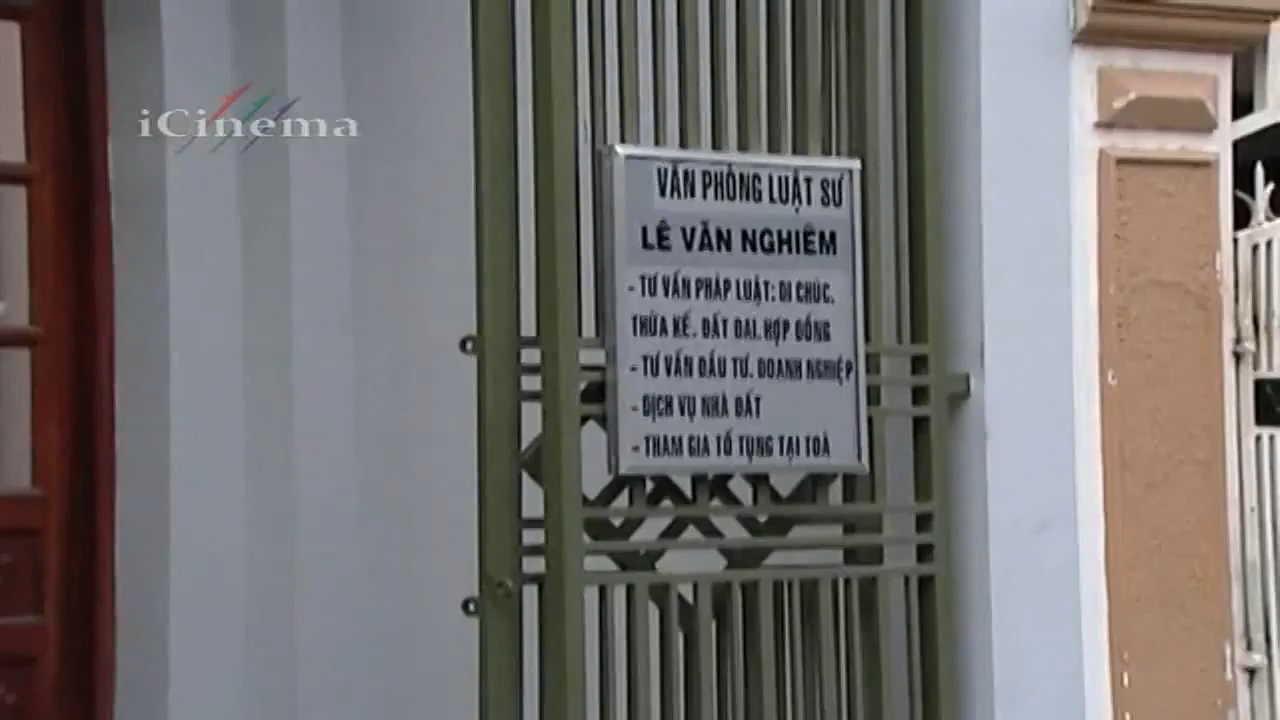 iCinema
VĂN PHÒNG LUẬT SƯ
LÊ VĂN NGHIÊM
- TƯ VẤN PHÁP LUẬT: DI CHÚC,
THỪA KẾ, ĐẤT ĐAI, HỢP ĐỒNG
- TƯ VẤN ĐẦU TƯ, DOANH NGHIỆP
- DỊCH VỤ NHÀ ĐẤT
- THAM GIA TỐ TỤNG TẠI TOÀ